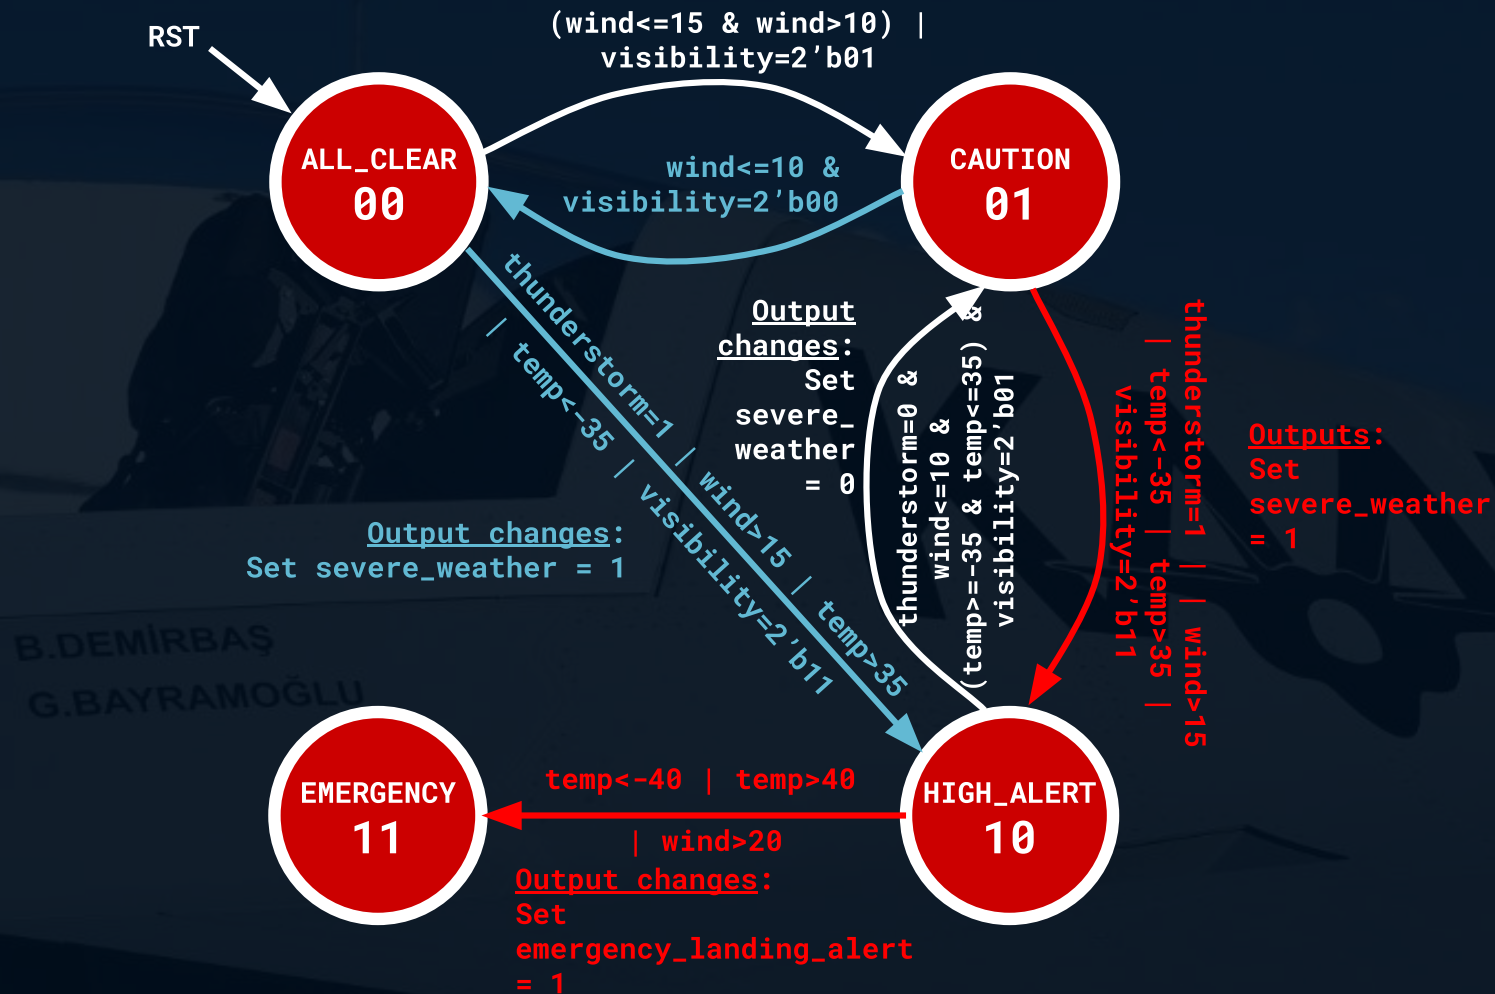 RST
(wind<=15 & wind>10) |
visibility=2’b01
ALL_CLEAR
00
CAUTION
01
wind<=10 &
visibility=2’b00
thunderstorm=1 | wind>15 | temp>35
| temp<-35 | visibility=2’b11
Output changes:
Set severe_weather = 1
Output
changes:
Set
severe_
weather
= 0
thunderstorm=0 &
wind<=10 &
(temp>=-35 & temp<=35) &
visibility=2’b01
thunderstorm=1 | | wind>15
| temp<-35 | temp>35 |
visibility=2’b11
Outputs:
Set
severe_weather
= 1
B.DEMİRBAŞ
G.BAYRAMOĞLU
EMERGENCY
11
HIGH_ALERT
10
temp<-40 | temp>40
| wind>20
Output changes:
Set
emergency_landing_alert
= 1